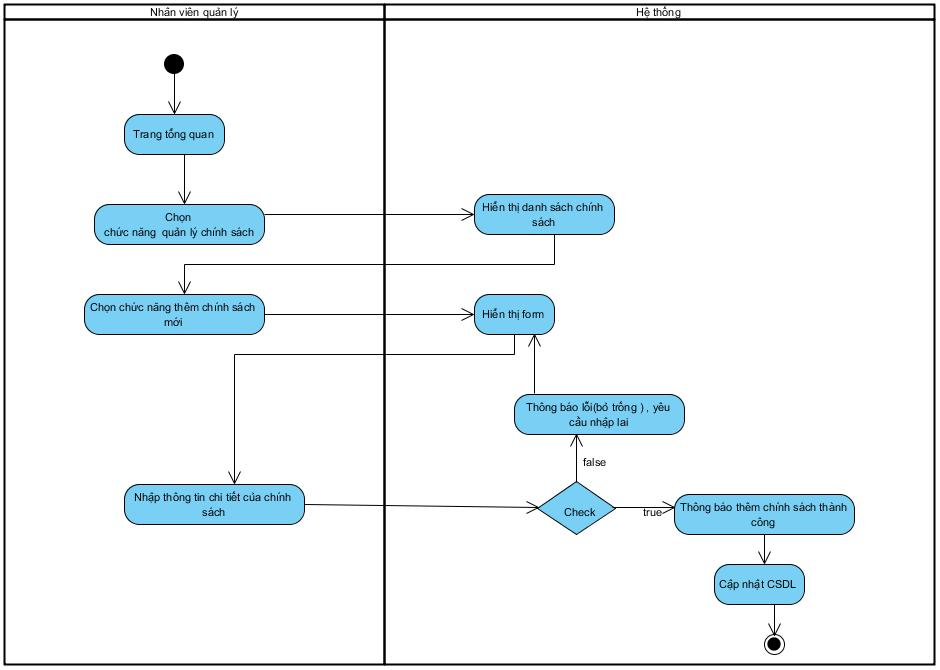 Nhân viên quản lý
Hệ thống
Trang tổng quan
Chọn
chức năng quản lý chính sách
Hiển thị danh sách chính
sách
Chọn chức năng thêm chính sách
mới
Hiển thị form
Thông báo lỗi(bỏ trống ) , yêu
cầu nhập lại
false
Nhập thông tin chi tiết của chính
sách
Check
true
Thông báo thêm chính sách thành
công
Cập nhật CSDL